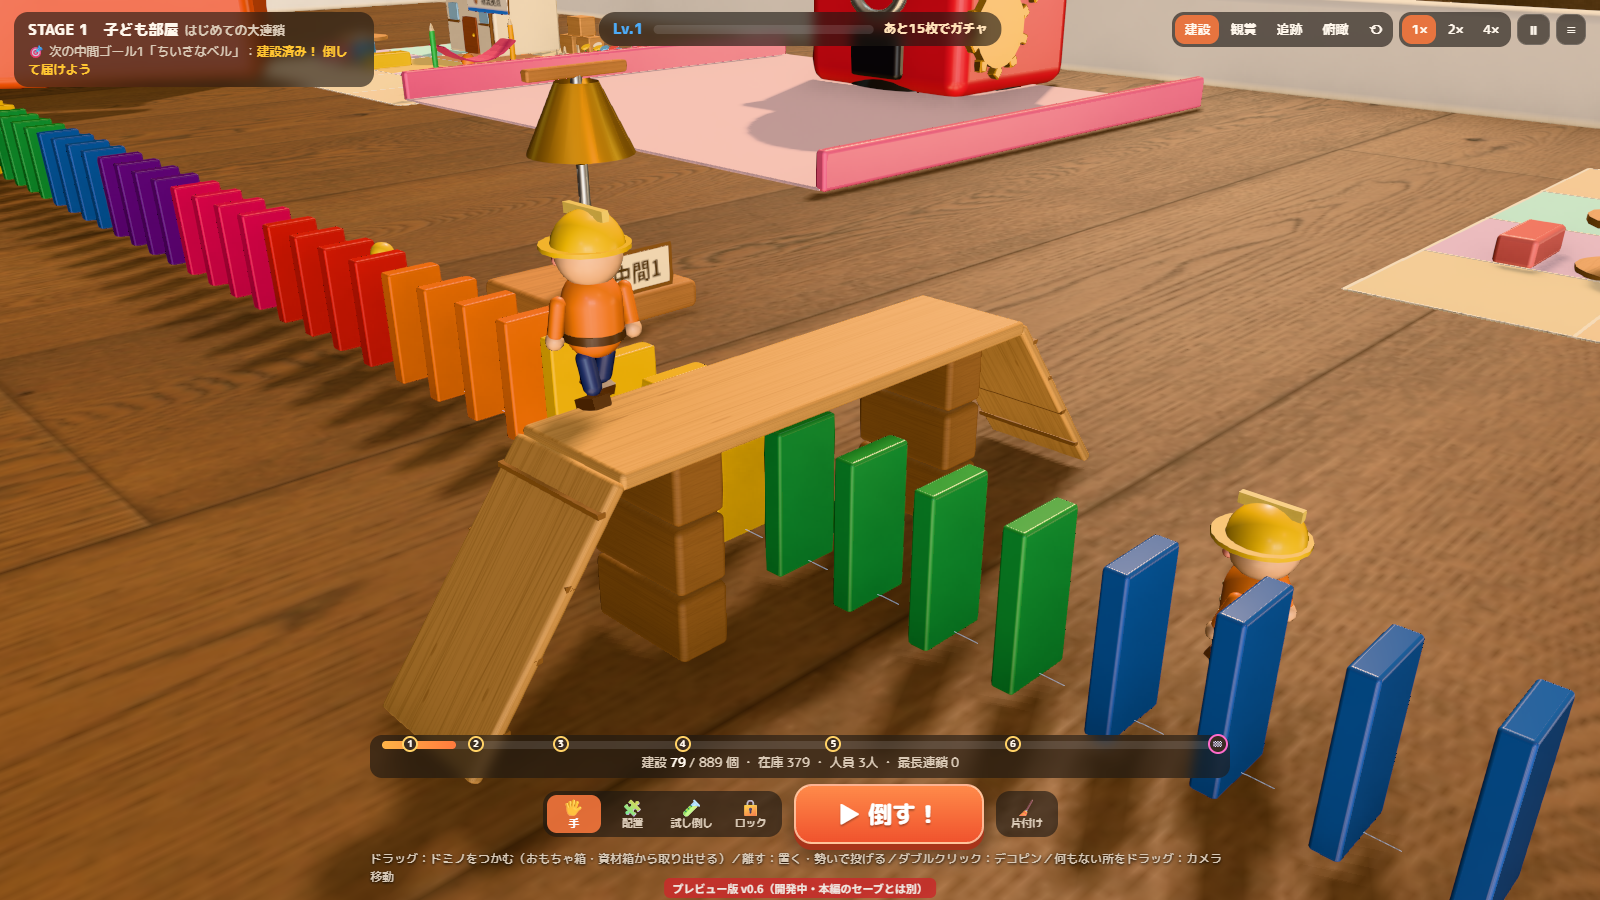 STAGE 1 子ども部屋 はじめての大連鎖
🎯 次の中間ゴール1「ちいさなベル」: 建設済み！ 倒し
て届けよう
Lv.1
あと15枚でガチャ
建設 観賞 追跡 俯瞰
1× 2× 4×
中間1
1 2 3 4 5 6
建設 79 / 889 個 ・ 在庫 379 ・ 人員 3人 ・ 最長連鎖 0
手 配置 試し倒し ロック
▶ 倒す！
片付け
ドラッグ：ドミノをつかむ（おもちゃ箱・資材箱から取り出せる）／離す：置く・勢いで投げる／ダブルクリック：デコピン／何もない所をドラッグ：カメラ
移動
プレビュー版 v0.6（開発中・本編のセーブとは別）